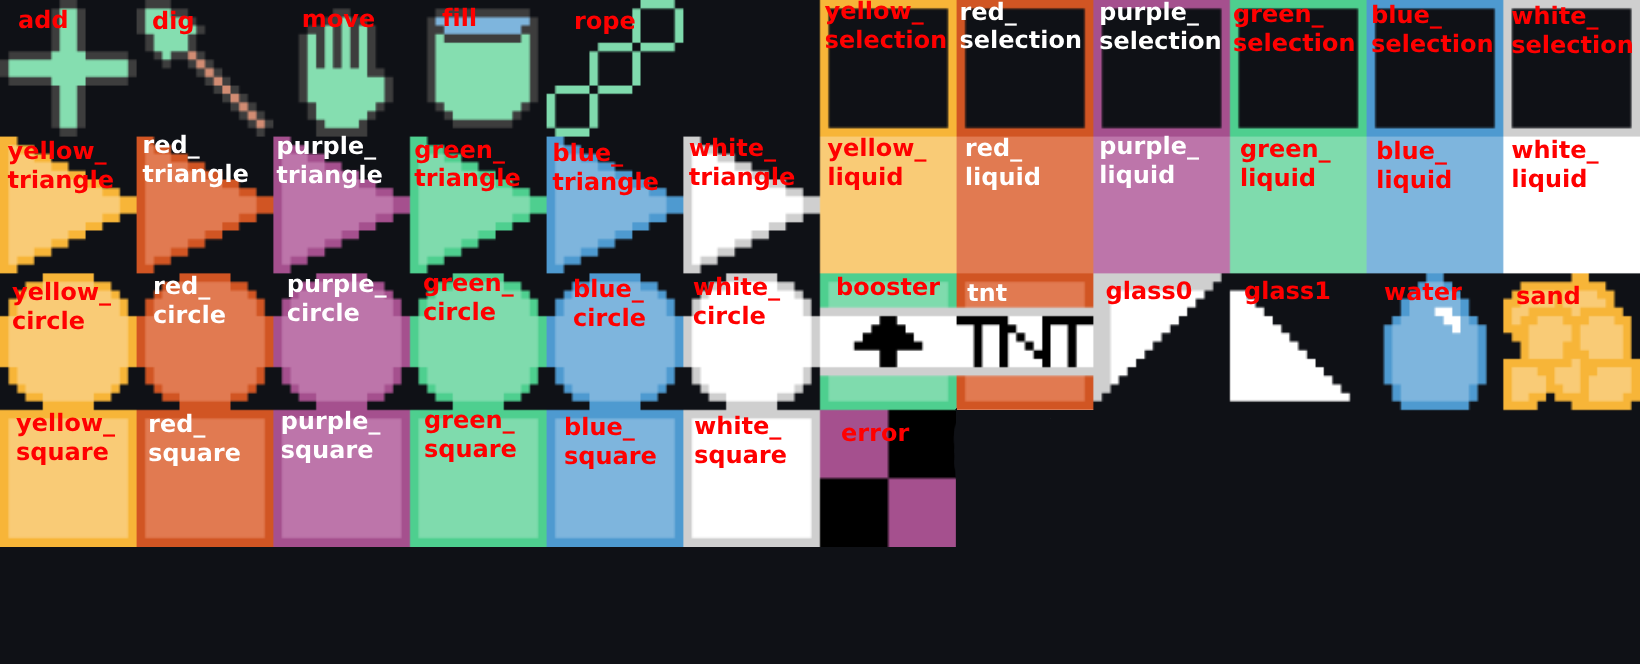 add
dig
move
fill
rope
yellow_
selection
red_
selection
purple_
selection
green_
selection
blue_
selection
white_
selection
yellow_
triangle
red_
triangle
purple_
triangle
green_
triangle
blue_
triangle
white_
triangle
yellow_
liquid
red_
liquid
purple_
liquid
green_
liquid
blue_
liquid
white_
liquid
yellow_
circle
red_
circle
purple_
circle
green_
circle
blue_
circle
white_
circle
booster
tnt
TNT
glass0
glass1
water
sand
yellow_
square
red_
square
purple_
square
green_
square
blue_
square
white_
square
error